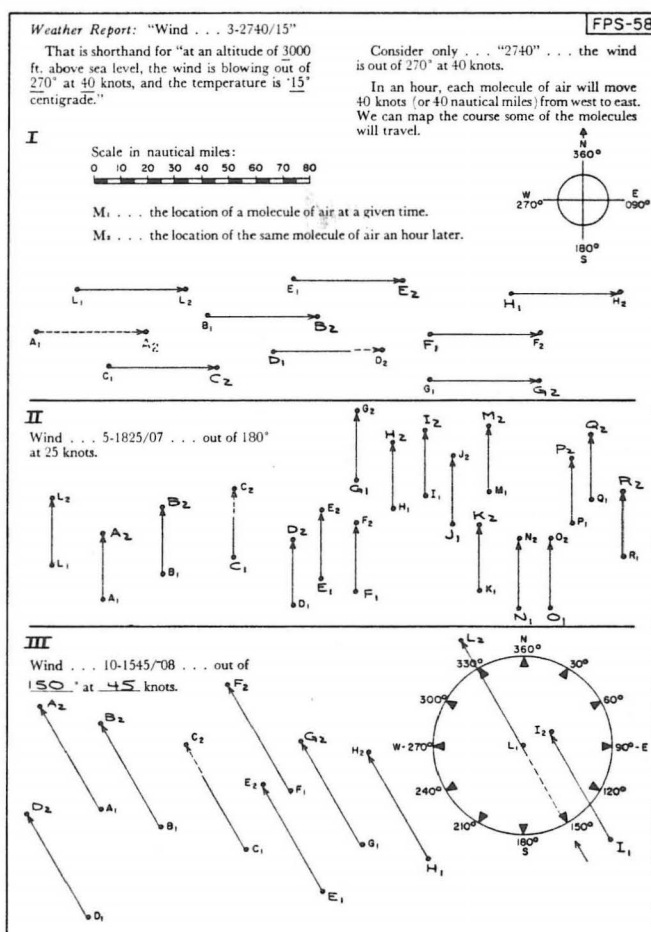 FPS-58
Weather Report: "Wind . . . 3-2740/15"
That is shorthand for "at an altitude of 3000
ft. above sea level, the wind is blowing out of
270° at 40 knots, and the temperature is '15°
centigrade."
Consider only . . . "2740" . . . the wind
is out of 270° at 40 knots.
In an hour, each molecule of air will move
40 knots (or 40 nautical miles) from west to east.
We can map the course some of the molecules
will travel.
I
Scale in nautical miles:
0 10 20 30 40 50 60 70 80
M₁ . . . the location of a molecule of air at a given time.
M₂ . . . the location of the same molecule of air an hour later.
N
360°
W
270°
E
090°
180°
S
L₁ L₂
E₁ E₂
H₁ H₂
B₁ B₂
A₁ A₂
F₁ F₂
D₁ D₂
C₁ C₂
G₁ G₂
II
Wind . . . 5-1825/07 . . . out of 180°
at 25 knots.
G₂ I₂ M₂ Q₂
H₂ J₂ P₂
L₂ A₂ B₂ C₂ D₂ E₂ F₂ K₂ N₂ O₂ R₂
G₁ H₁ I₁ J₁ M₁ P₁ Q₁
L₁ A₁ B₁ C₁ D₁ E₁ F₁ K₁ N₁ O₁ R₁
III
Wind . . . 10-1545/-08 . . . out of
150 ° at 45 knots.
A₂ B₂ C₂ F₂ G₂ H₂
D₂ E₂
A₁ B₁ C₁ F₁ G₁ H₁
D₁ E₁
L₂
N
360°
330° 30°
300° 60°
W-270° L₁ I₂ 90°-E
240° 120°
210° 150°
180°
S
I₁